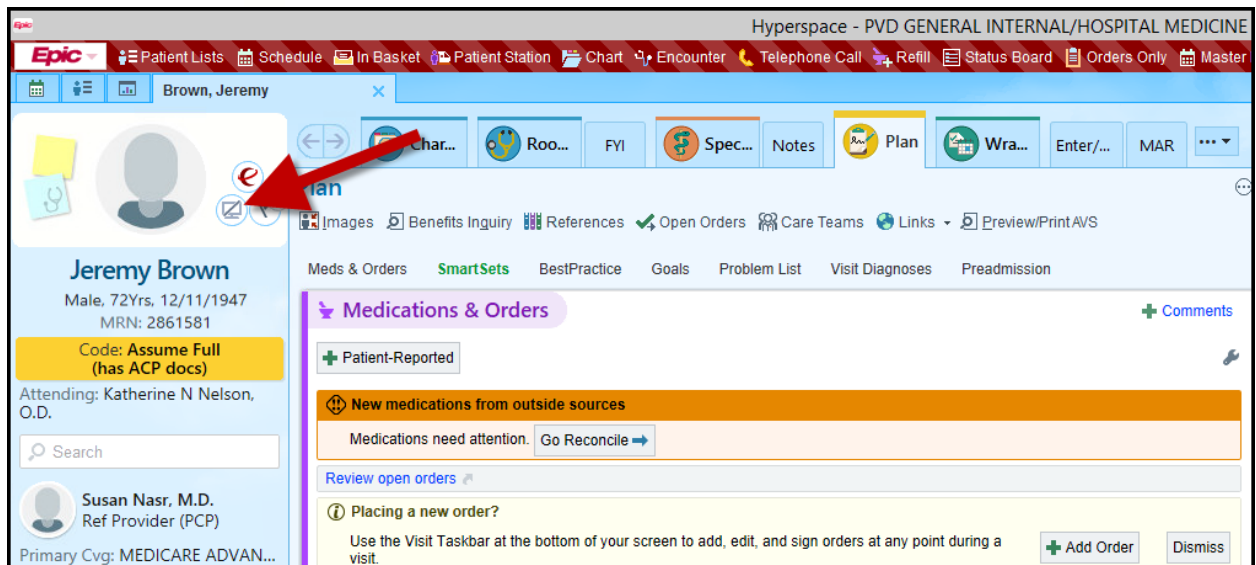 Epic
Hyperspace - PVD GENERAL INTERNAL/HOSPITAL MEDICINE
Epic Patient Lists Schedule In Basket Patient Station Chart Encounter Telephone Call Refill Status Board Orders Only Master
Brown, Jeremy
Char... Roo... FYI Spec... Notes Plan Wra... Enter/... MAR
lan
Images Benefits Inquiry References Open Orders Care Teams Links Preview/Print AVS
Meds & Orders SmartSets BestPractice Goals Problem List Visit Diagnoses Preadmission
Jeremy Brown
Male, 72Yrs, 12/11/1947
MRN: 2861581
Code: Assume Full
(has ACP docs)
Attending: Katherine N Nelson,
O.D.
Search
Susan Nasr, M.D.
Ref Provider (PCP)
Primary Cvg: MEDICARE ADVAN...
Medications & Orders
Comments
Patient-Reported
New medications from outside sources
Medications need attention. Go Reconcile
Review open orders
Placing a new order?
Use the Visit Taskbar at the bottom of your screen to add, edit, and sign orders at any point during a
visit.
Add Order Dismiss